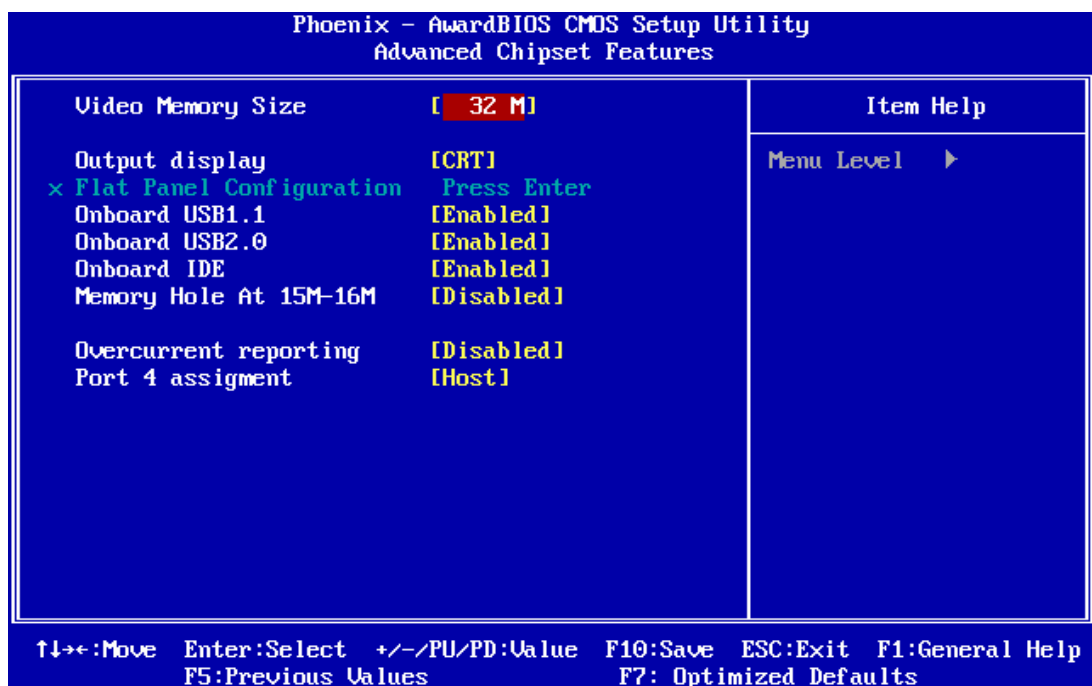 Phoenix - AwardBIOS CMOS Setup Utility
Advanced Chipset Features
Video Memory Size [ 32 M]
Item Help
Output display [CRT]
Menu Level ▶
x Flat Panel Configuration Press Enter
Onboard USB1.1 [Enabled]
Onboard USB2.0 [Enabled]
Onboard IDE [Enabled]
Memory Hole At 15M-16M [Disabled]
Overcurrent reporting [Disabled]
Port 4 assigment [Host]
↑↓→←:Move Enter:Select +/-/PU/PD:Value F10:Save ESC:Exit F1:General Help
F5:Previous Values F7: Optimized Defaults